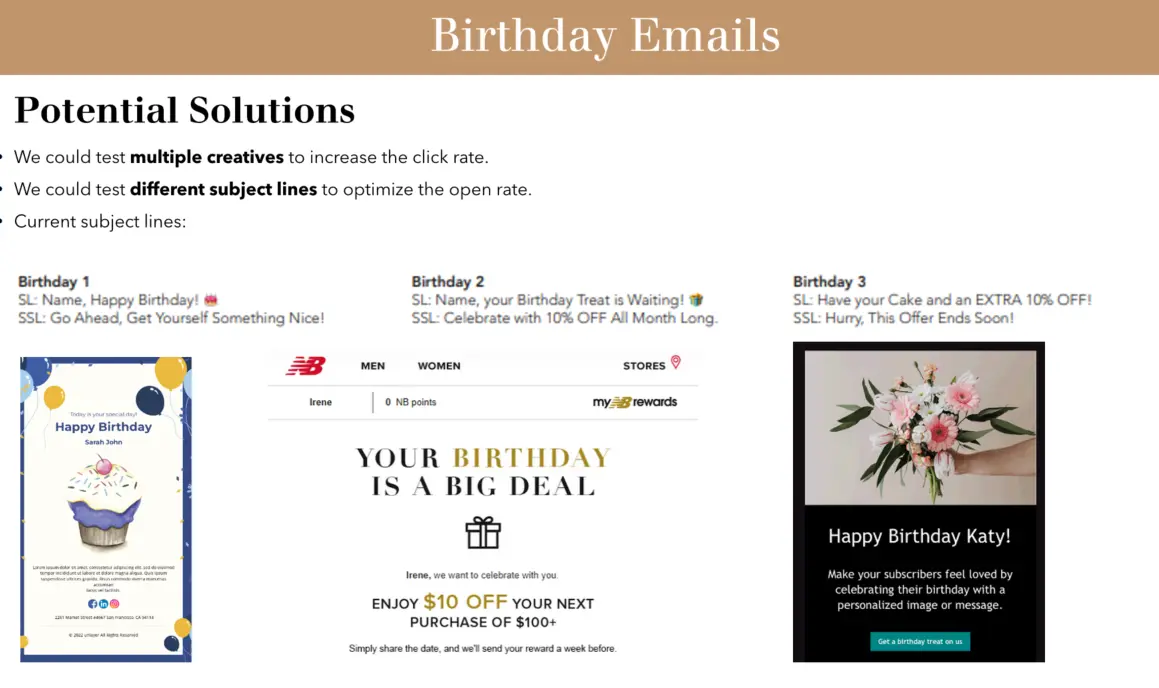 Birthday Emails
Potential Solutions
• We could test multiple creatives to increase the click rate.
• We could test different subject lines to optimize the open rate.
• Current subject lines:
Birthday 1
SL: Name, Happy Birthday! 🎂
SSL: Go Ahead, Get Yourself Something Nice!
Birthday 2
SL: Name, your Birthday Treat is Waiting! 🎁
SSL: Celebrate with 10% OFF All Month Long.
Birthday 3
SL: Have your Cake and an EXTRA 10% OFF!
SSL: Hurry, This Offer Ends Soon!
Today is your special day!
Happy Birthday
Sarah John
2261 Market Street #4667 San Francisco, CA 94114
All Rights Reserved
NB
MEN
WOMEN
STORES
Irene
0 NB points
myNBrewards
YOUR BIRTHDAY
IS A BIG DEAL
Irene, we want to celebrate with you.
ENJOY $10 OFF YOUR NEXT
PURCHASE OF $100+
Simply share the date, and we'll send your reward a week before.
Happy Birthday Katy!
Make your subscribers feel loved by
celebrating their birthday with a
personalized image or message.
Get a birthday treat on us